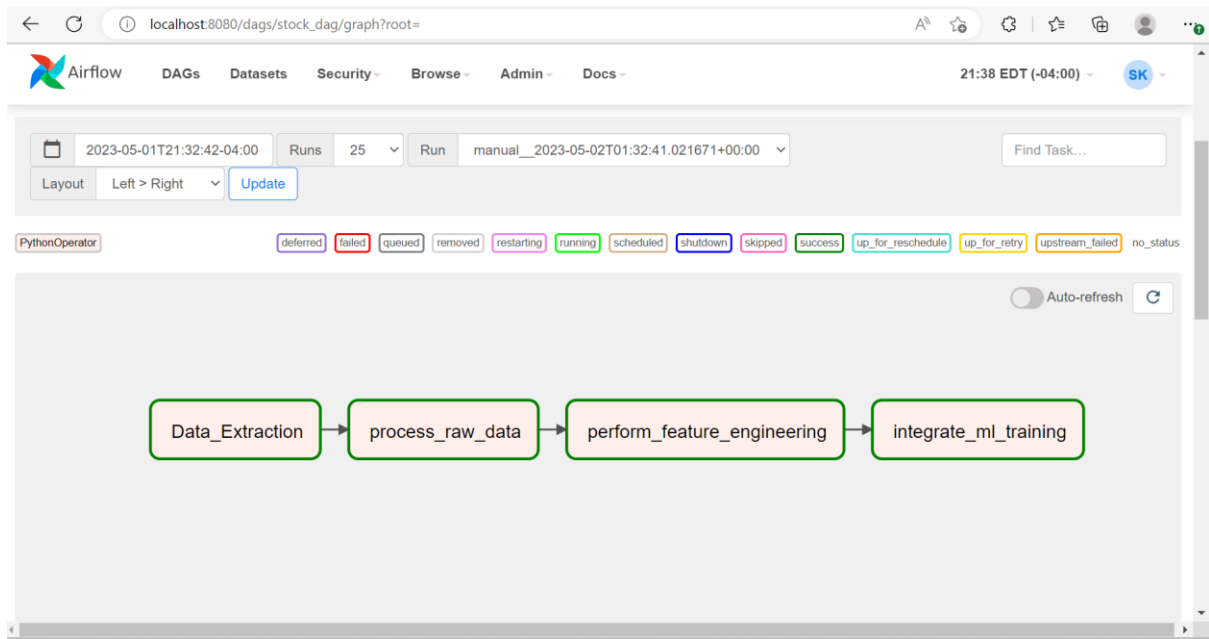 localhost:8080/dags/stock_dag/graph?root=
Airflow DAGs Datasets Security Browse Admin Docs 21:38 EDT (-04:00) SK
2023-05-01T21:32:42-04:00 Runs 25 Run manual__2023-05-02T01:32:41.021671+00:00 Find Task...
Layout Left > Right Update
PythonOperator deferred failed queued removed restarting running scheduled shutdown skipped success up_for_reschedule up_for_retry upstream_failed no_status
Auto-refresh
Data_Extraction process_raw_data perform_feature_engineering integrate_ml_training